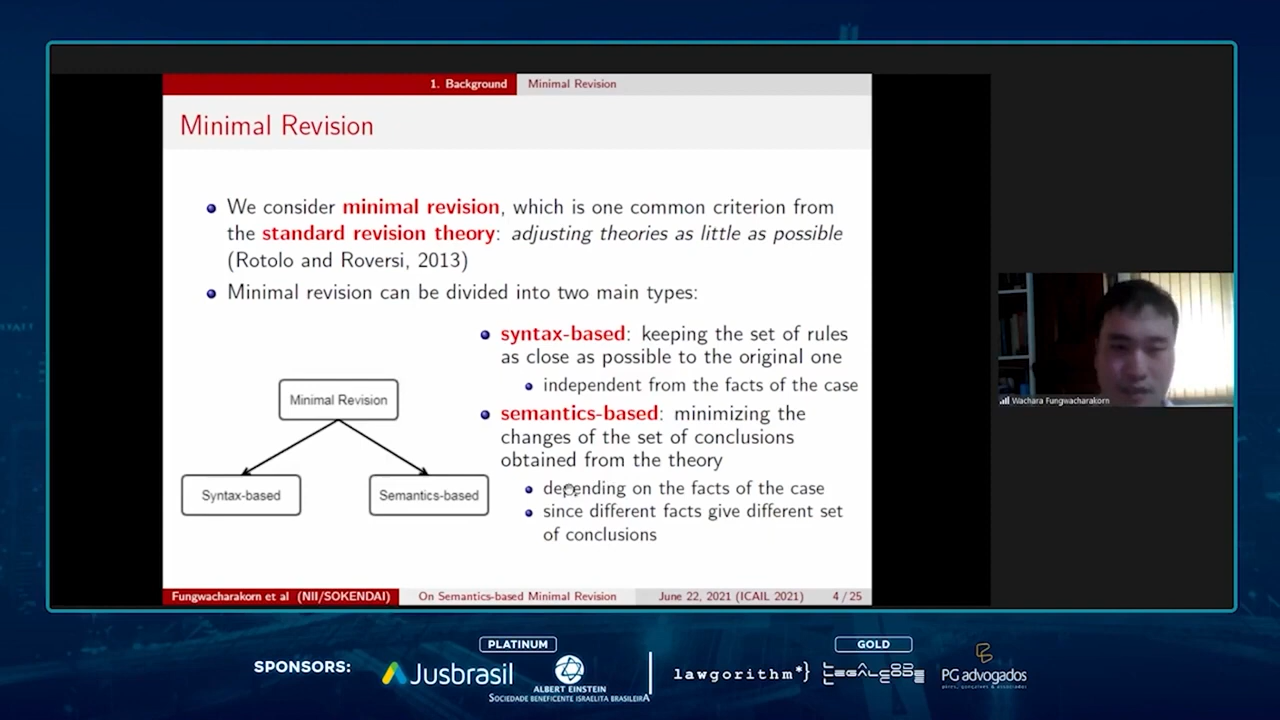 1. Background
Minimal Revision
Minimal Revision
We consider minimal revision, which is one common criterion from
the standard revision theory: adjusting theories as little as possible
(Rotolo and Roversi, 2013)
Minimal revision can be divided into two main types:
Minimal Revision
Syntax-based
Semantics-based
syntax-based: keeping the set of rules
as close as possible to the original one
independent from the facts of the case
semantics-based: minimizing the
changes of the set of conclusions
obtained from the theory
depending on the facts of the case
since different facts give different set
of conclusions
Fungwacharakorn et al (NII/SOKENDAI)
On Semantics-based Minimal Revision
June 22, 2021 (ICAIL 2021)
4 / 25
Wachara Fungwacharakorn
SPONSORS:
PLATINUM
Jusbrasil
ALBERT EINSTEIN
SOCIEDADE BENEFICENTE ISRAELITA BRASILEIRA
GOLD
lawgorithm*}
LEGALCODE
PG advogados